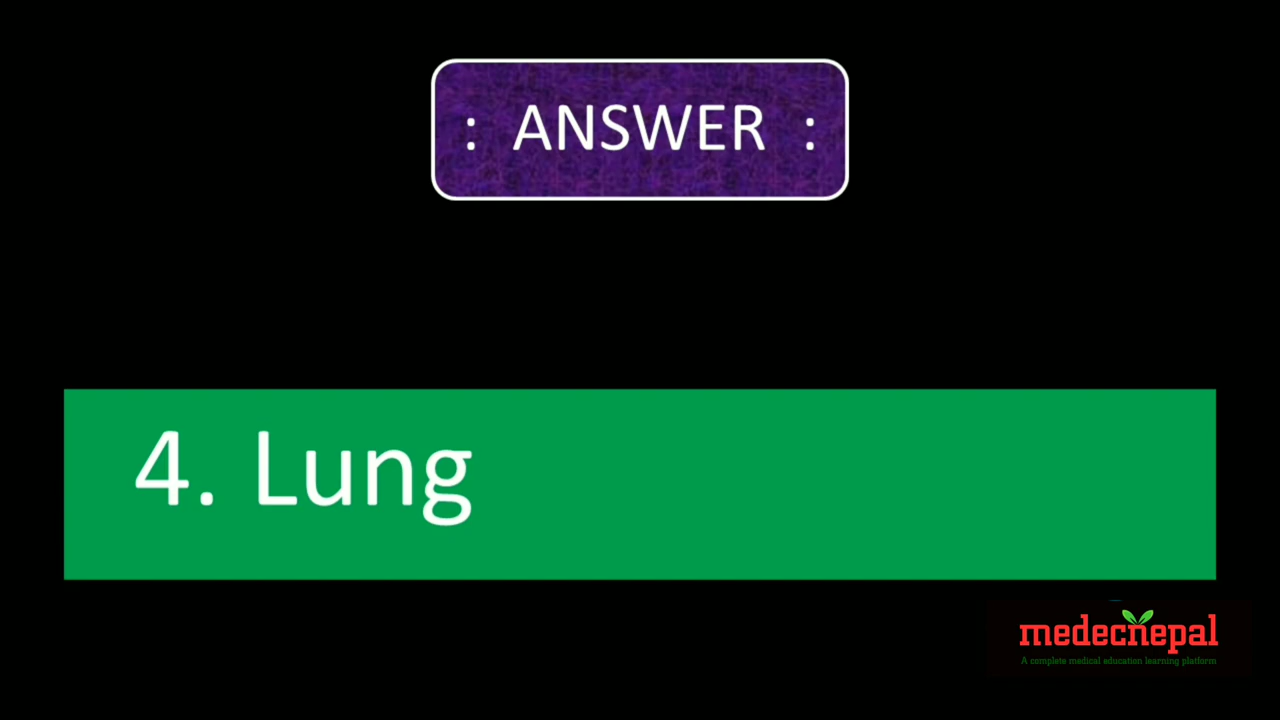 : ANSWER :
4. Lung
medecnepal
A complete medical education learning platform